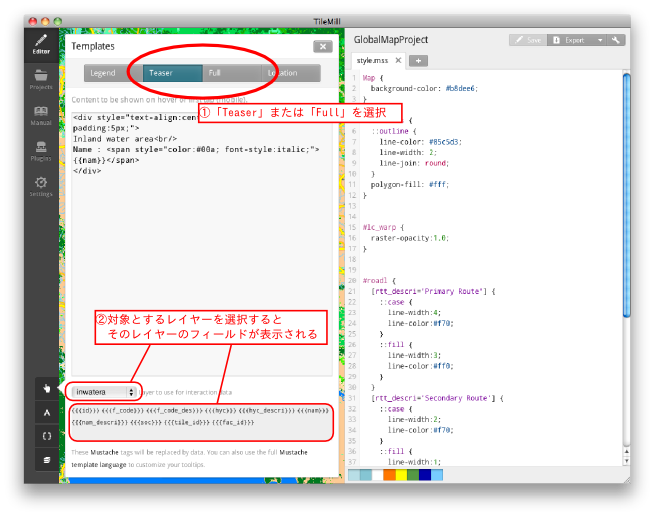 TileMill
Editor
Projects
Manual
Plugins
Settings
Templates
Legend
Teaser
Full
Location
Content to be shown on hover or
①「Teaser」または「Full」を選択
<div style="text-align:cen
padding:5px;">
Inland water area<br/>
Name : <span style="color:#00a; font-style:italic;">
{{nam}}</span>
</div>
②対象とするレイヤーを選択すると
そのレイヤーのフィールドが表示される
inwatera
Layer to use for interaction data
{{{id}}} {{{f_code}}} {{{f_code_des}}} {{{hyc}}} {{{hyc_descri}}} {{{nam}}}
{{{nam_descri}}} {{{soc}}} {{{tile_id}}} {{{fac_id}}}
These Mustache tags will be replaced by data. You can also use the full Mustache
template language to customize your tooltips.
GlobalMapProject
Save
Export
style.mss
+
1 Map {
2 background-color: #b8dee6;
3 }
{
6 ::outline {
7 line-color: #85c5d3;
8 line-width: 2;
9 line-join: round;
10 }
11 polygon-fill: #fff;
12 }
13
14
15 #lc_warp {
16 raster-opacity:1.0;
17 }
18
19
20 #roadl {
21 [rtt_descri='Primary Route'] {
22 ::case {
23 line-width:4;
24 line-color:#f70;
25 }
26 ::fill {
27 line-width:3;
28 line-color:#ff0;
29 }
30 }
31 [rtt_descri='Secondary Route'] {
32 ::case {
33 line-width:2;
34 line-color:#f70;
35 }
36 ::fill {
37 line-width:1;